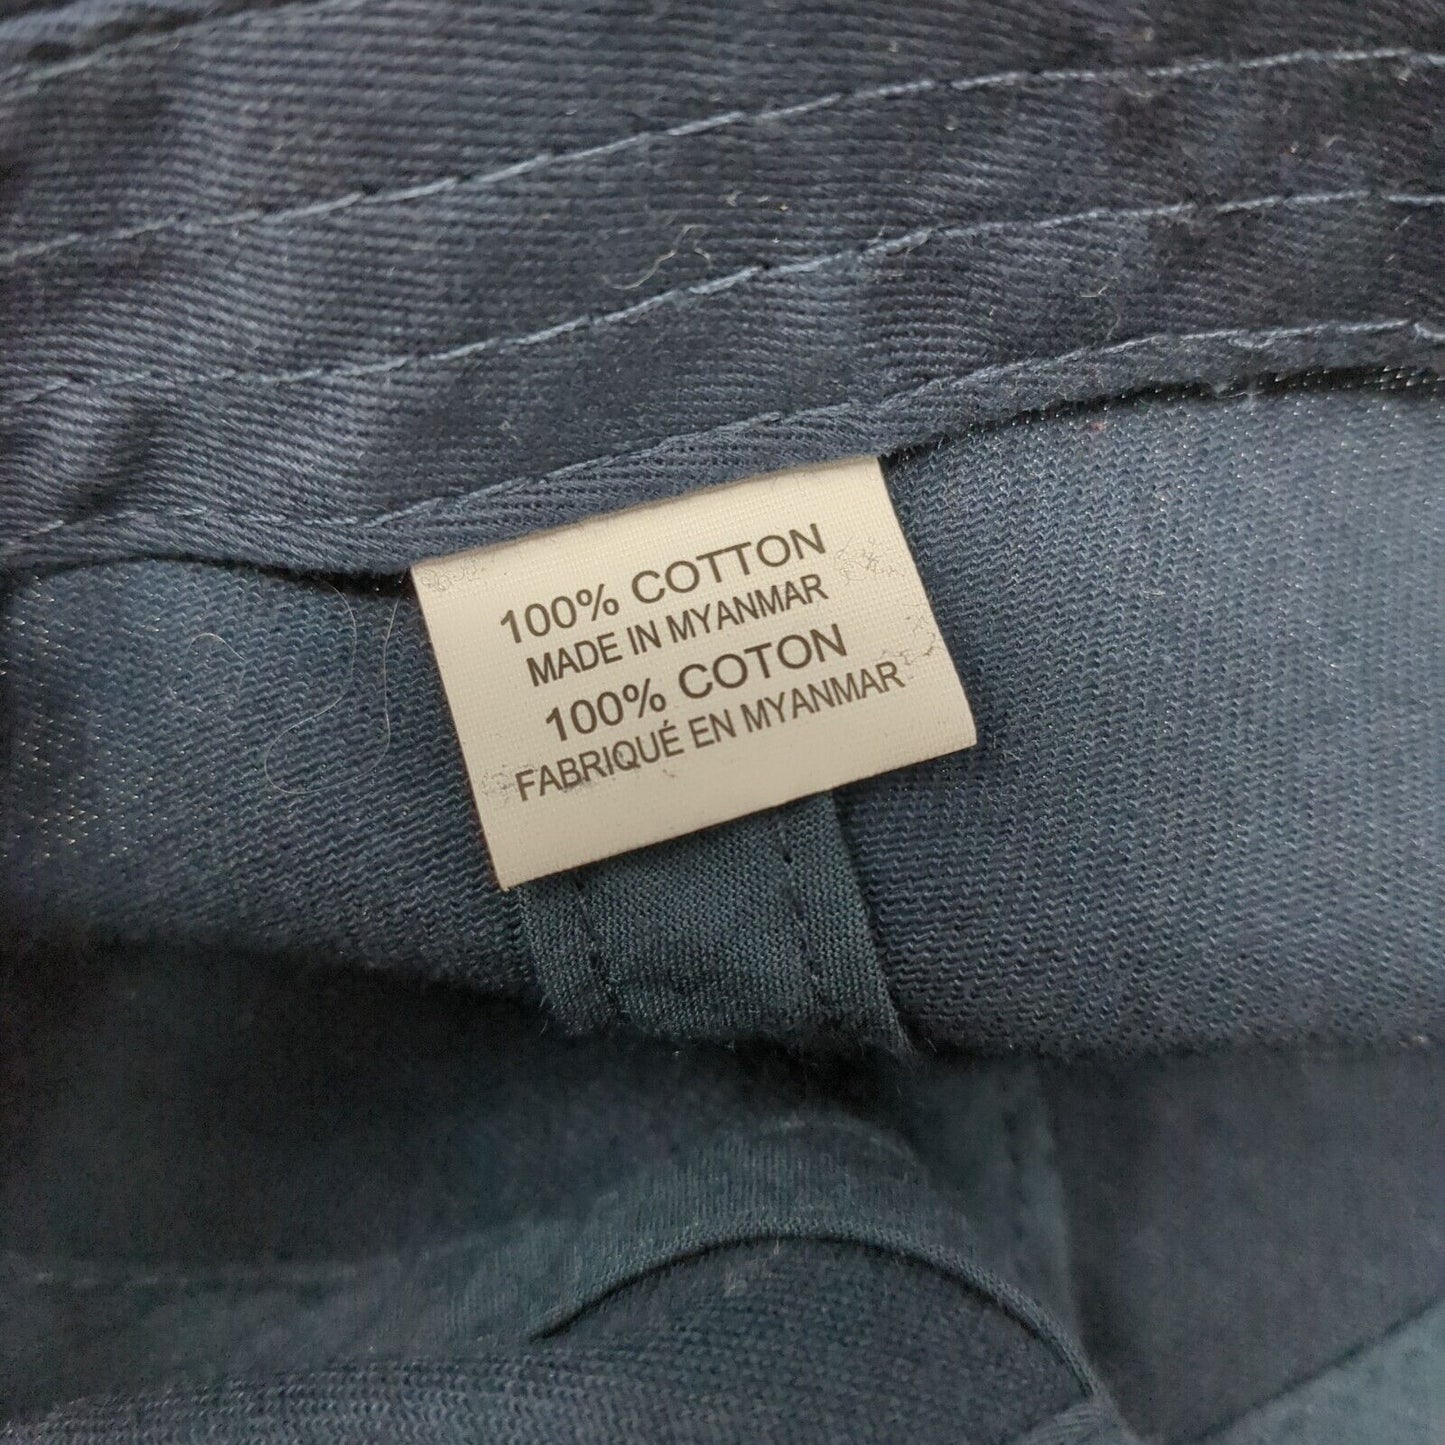 100% COTTON
MADE IN MYANMAR
100% COTON
FABRIQUÉ EN MYANMAR